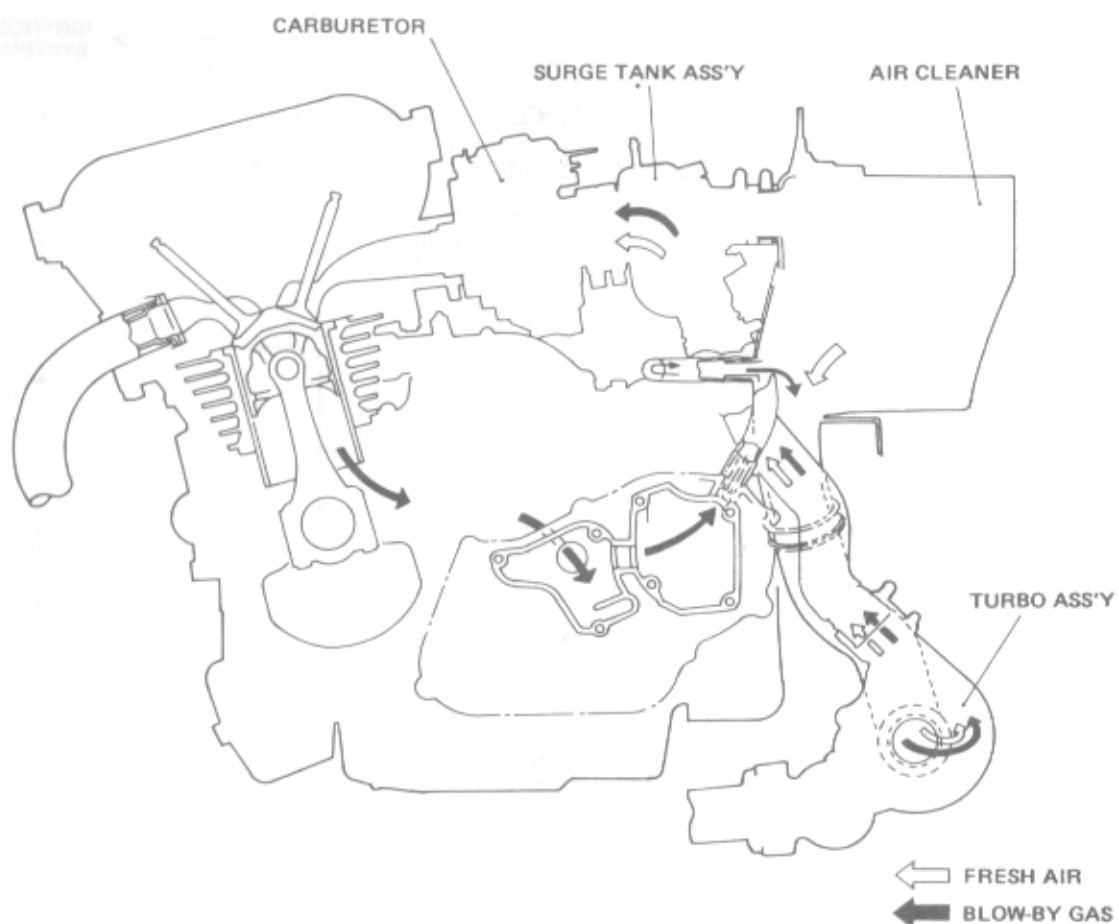 CARBURETOR
SURGE TANK ASS'Y
AIR CLEANER
TURBO ASS'Y
FRESH AIR
BLOW-BY GAS